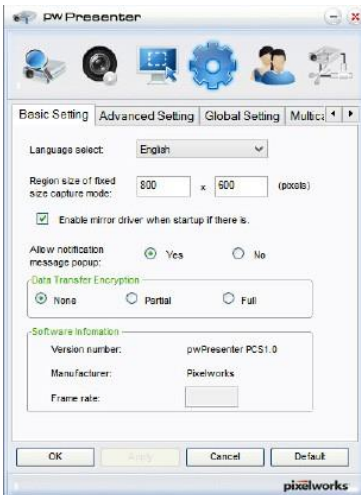 pwPresenter
Basic Setting Advanced Setting Global Setting Multica
Language select: English
Region size of fixed
size capture mode: 800 x 600 (pixels)
Enable mirror driver when startup if there is.
Allow notification
message popup: Yes No
Data Transfer Encryption
None Partial Full
Software Infomation
Version number: pwPresenter PCS1.0
Manufacturer: Pixelworks
Frame rate:
OK Apply Cancel Default
pixelworks